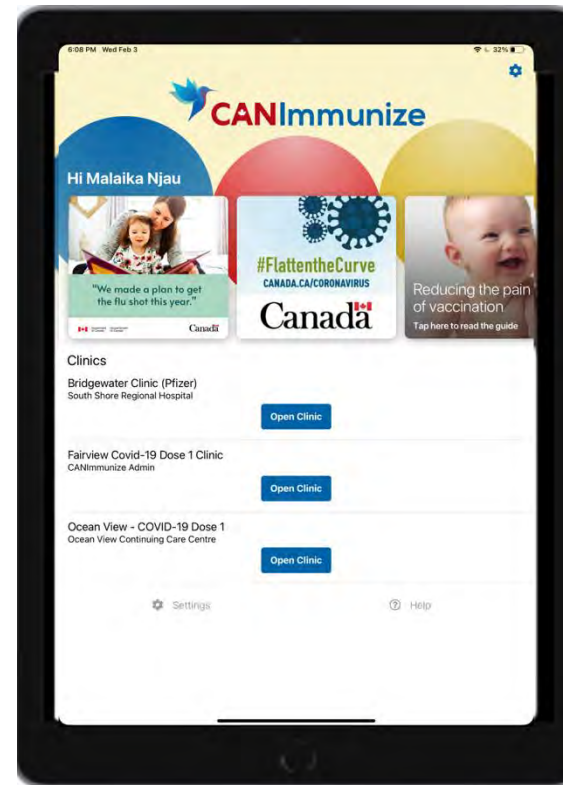 6:08 PM Wed Feb 3
32%
CANImmunize
Hi Malaika Njau
"We made a plan to get
the flu shot this year."
Canada
#FlattentheCurve
CANADA.CA/CORONAVIRUS
Canada
Reducing the pain
of vaccination
Tap here to read the guide
Clinics
Bridgewater Clinic (Pfizer)
South Shore Regional Hospital
Open Clinic
Fairview Covid-19 Dose 1 Clinic
CANImmunize Admin
Open Clinic
Ocean View - COVID-19 Dose 1
Ocean View Continuing Care Centre
Open Clinic
Settings
Help